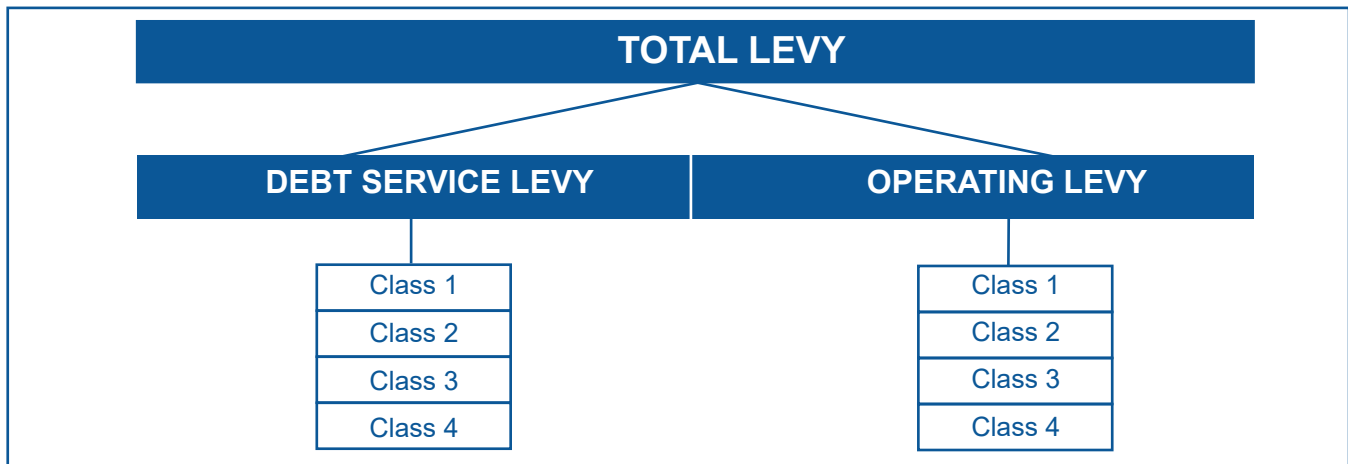 TOTAL LEVY
DEBT SERVICE LEVY
OPERATING LEVY
Class 1
Class 2
Class 3
Class 4
Class 1
Class 2
Class 3
Class 4